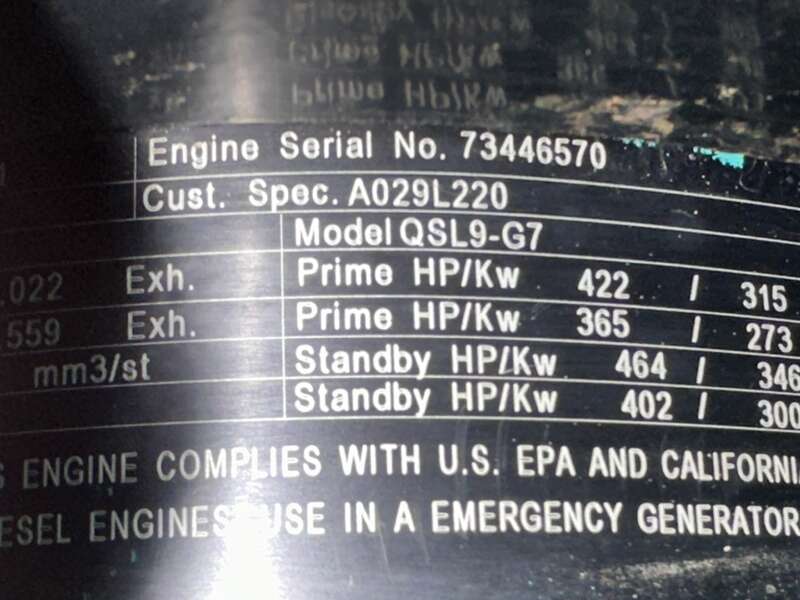 Engine Serial No. 73446570
Cust. Spec. A029L220
Model QSL9-G7
.022 Exh. Prime HP/Kw 422 / 315
559 Exh. Prime HP/Kw 365 / 273
mm3/st Standby HP/Kw 464 / 346
Standby HP/Kw 402 / 300
S ENGINE COMPLIES WITH U.S. EPA AND CALIFORNI
ESEL ENGINES USE IN A EMERGENCY GENERATOR